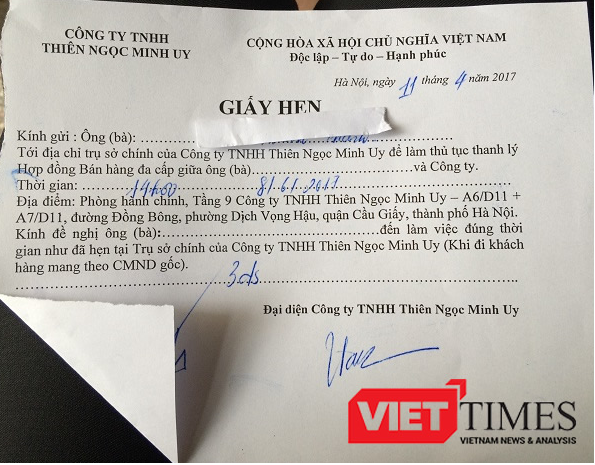 CÔNG TY TNHH
THIÊN NGỌC MINH UY
CỘNG HÒA XÃ HỘI CHỦ NGHĨA VIỆT NAM
Độc lập – Tự do – Hạnh phúc
Hà Nội, ngày 11 tháng 4 năm 2017
GIẤY HẸN
Kính gửi : Ông (bà):
Tới địa chỉ trụ sở chính của Công ty TNHH Thiên Ngọc Minh Uy để làm thủ tục thanh lý
Hợp đồng Bán hàng đa cấp giữa ông (bà)...........................................và Công ty.
Thời gian: 14h00
Địa điểm: Phòng hành chính, Tầng 9 Công ty TNHH Thiên Ngọc Minh Uy – A6/D11 +
A7/D11, đường Đồng Bông, phường Dịch Vọng Hậu, quận Cầu Giấy, thành phố Hà Nội.
Kính đề nghị ông (bà):...........................................đến làm việc đúng thời
gian như đã hẹn tại Trụ sở chính của Công ty TNHH Thiên Ngọc Minh Uy (Khi đi khách
hàng mang theo CMND gốc).
Đại diện Công ty TNHH Thiên Ngọc Minh Uy
VIETTIMES
VIETNAM NEWS & ANALYSIS